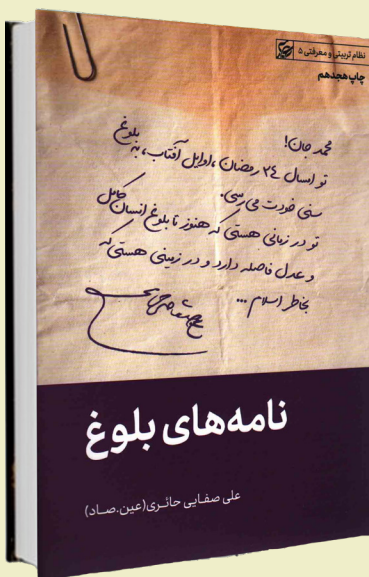 نظام تربیتی و معرفتی ۵
چاپ هجدهم
محمد جان!
تو امسال ۲۴ رمضان، اوایل آفتاب، به بلوغ
سنی خودت می رسی.
تو در زمانی هستی که هنوز تا بلوغ انسان کامل
و عدل فاصله دارد و در زمینی هستی که
بخاطر اسلام ...
نامه‌های بلوغ
علی صفایی حائری (عین.صاد)